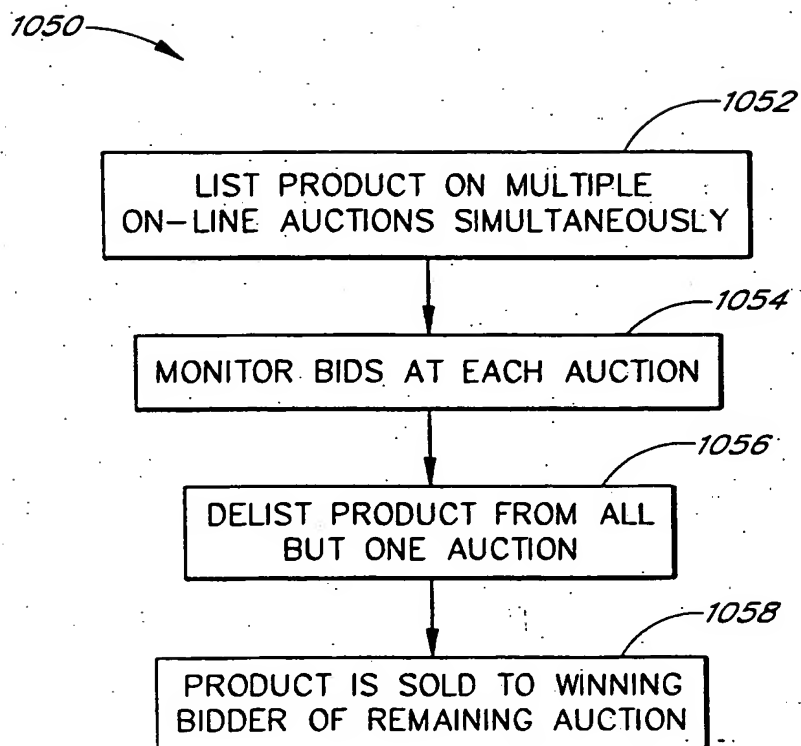 1050
1052
LIST PRODUCT ON MULTIPLE
ON-LINE AUCTIONS SIMULTANEOUSLY
1054
MONITOR BIDS AT EACH AUCTION
1056
DELIST PRODUCT FROM ALL
BUT ONE AUCTION
1058
PRODUCT IS SOLD TO WINNING
BIDDER OF REMAINING AUCTION